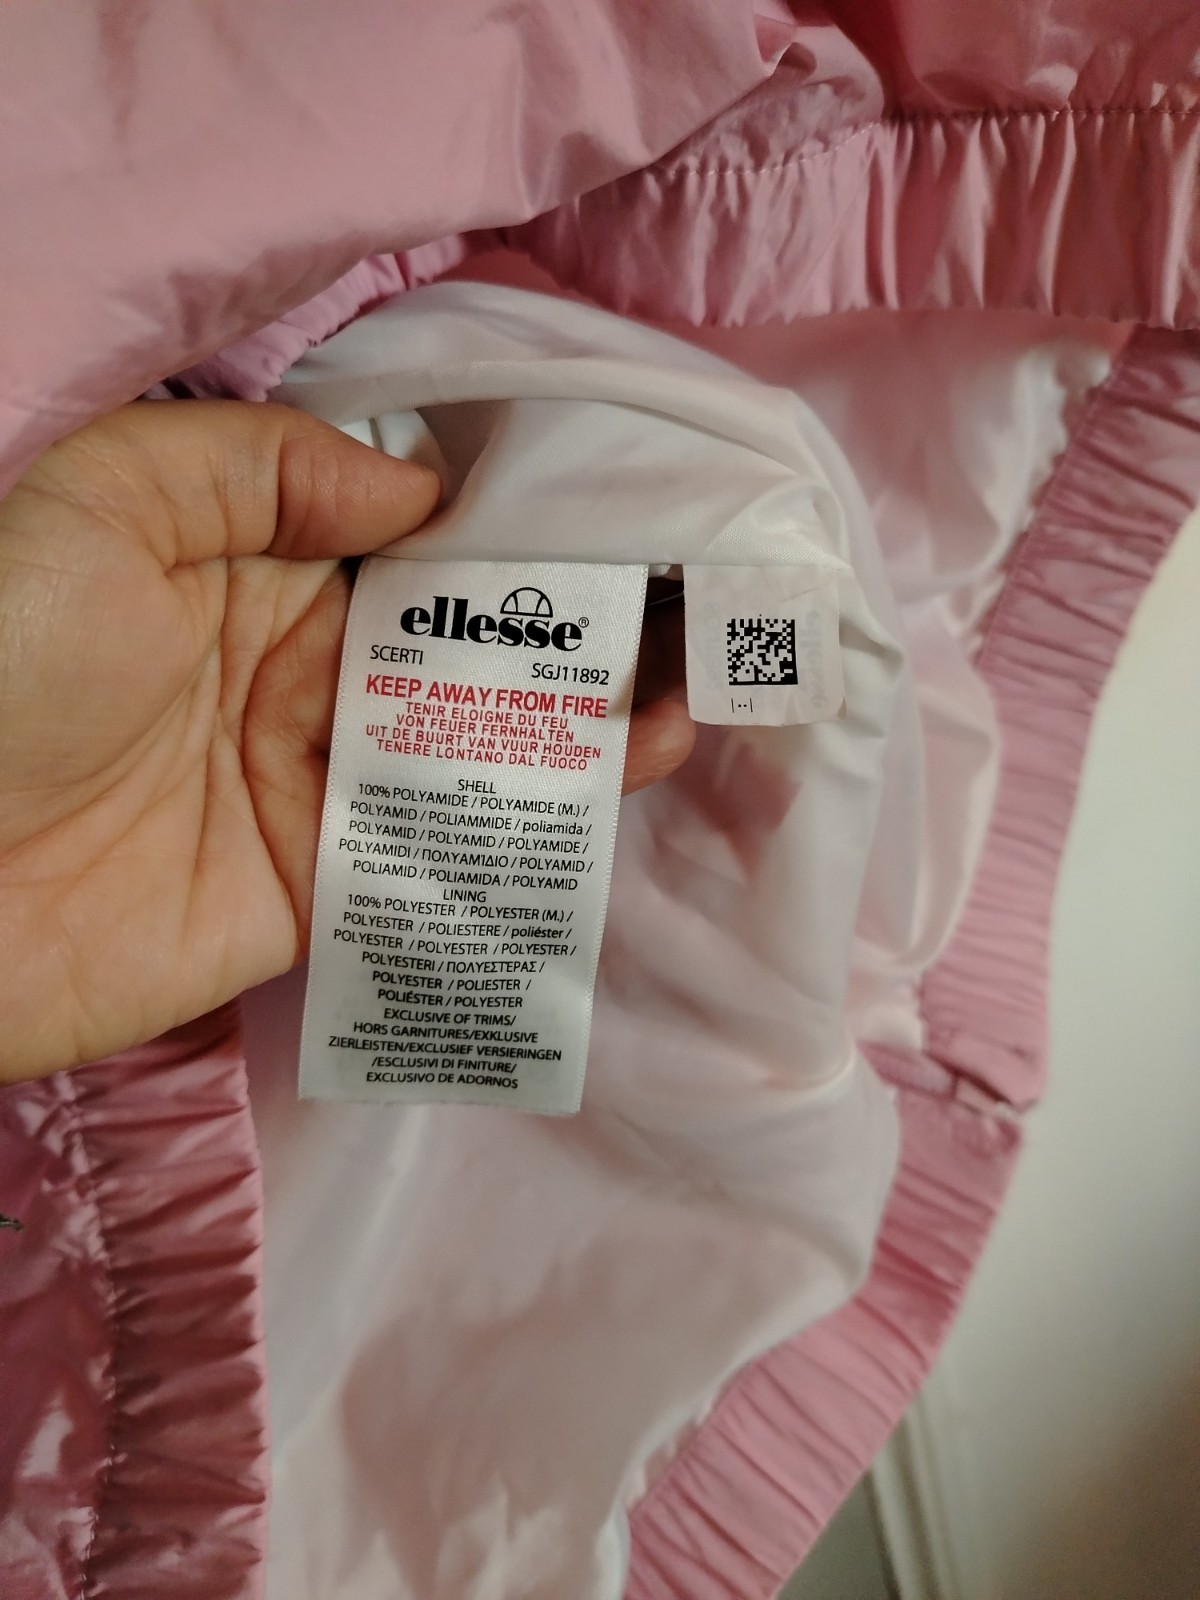 ellesse®
SCERTI SGJ11892
KEEP AWAY FROM FIRE
TENIR ELOIGNE DU FEU
VON FEUER FERNHALTEN
UIT DE BUURT VAN VUUR HOUDEN
TENERE LONTANO DAL FUOCO
SHELL
100% POLYAMIDE / POLYAMIDE (M.) /
POLYAMID / POLIAMMIDE / poliamida /
POLYAMID / POLYAMID / POLYAMIDE /
POLYAMIDI / ΠΟΛΥΑΜΊΔΙΟ / POLYAMID /
POLIAMID / POLIAMIDA / POLYAMID
LINING
100% POLYESTER / POLYESTER (M.) /
POLYESTER / POLIESTERE / poliéster /
POLYESTER / POLYESTER / POLYESTER /
POLYESTERI / ΠΟΛΥΕΣΤΕΡΑΣ /
POLYESTER / POLIESTER /
POLIÉSTER / POLYESTER
EXCLUSIVE OF TRIMS/
HORS GARNITURES/EXKLUSIVE
ZIERLEISTEN/EXCLUSIEF VERSIERINGEN
/ESCLUSIVI DI FINITURE/
EXCLUSIVO DE ADORNOS
|··|